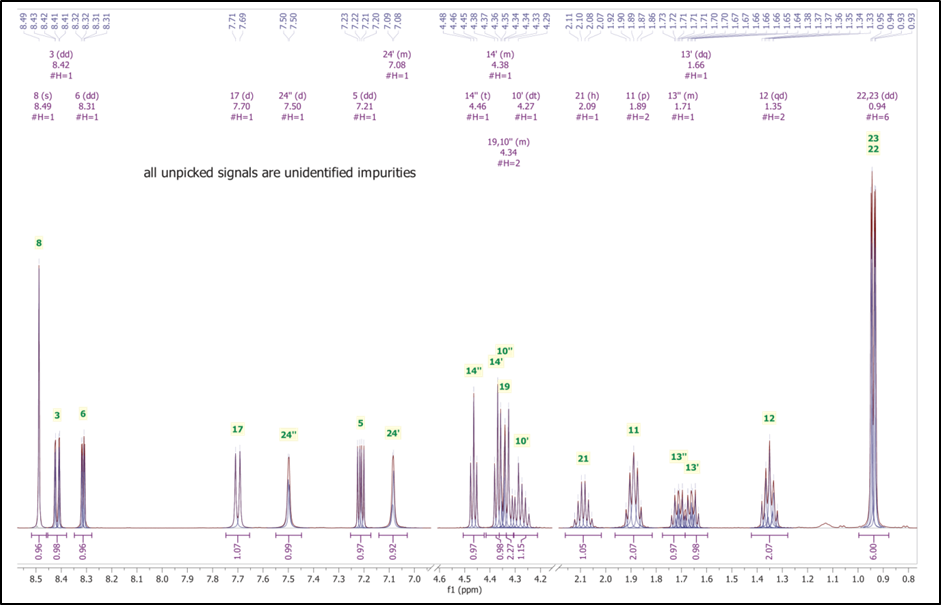 8.49 8.43 8.42 8.41 8.41 8.32 8.32 8.31 8.31 7.71 7.69 7.50 7.50 7.23 7.22 7.21 7.20 7.09 7.08 4.48 4.46 4.45 4.38 4.37 4.36 4.35 4.34 4.34 4.33 4.29 2.11 2.10 2.08 2.07 1.92 1.90 1.89 1.87 1.86 1.73 1.72 1.71 1.71 1.71 1.70 1.70 1.67 1.67 1.66 1.66 1.65 1.64 1.38 1.37 1.37 1.36 1.35 1.34 1.33 0.95 0.94 0.93 0.93
3 (dd) 24' (m) 14' (m) 13' (dq)
8.42 7.08 4.38 1.66
#H=1 #H=1 #H=1 #H=1
8 (s) 6 (dd) 17 (d) 24" (d) 5 (dd) 14" (t) 10' (dt) 21 (h) 11 (p) 13" (m) 12 (qd) 22,23 (dd)
8.49 8.31 7.70 7.50 7.21 4.46 4.27 2.09 1.89 1.71 1.35 0.94
#H=1 #H=1 #H=1 #H=1 #H=1 #H=1 #H=1 #H=1 #H=2 #H=1 #H=2 #H=6
19,10" (m)
4.34
#H=2
23
22
all unpicked signals are unidentified impurities
8
10"
14'
14"
19
3 6 17 24" 5 24' 10' 21 11 13" 13' 12
0.96 0.98 0.96 1.07 0.99 0.97 0.92 0.97 0.98 2.27 1.15 1.05 2.07 0.97 0.98 2.07 6.00
8.5 8.4 8.3 8.2 8.1 8.0 7.9 7.8 7.7 7.6 7.5 7.4 7.3 7.2 7.1 7.0 4.6 4.5 4.4 4.3 4.2 2.1 2.0 1.9 1.8 1.7 1.6 1.5 1.4 1.3 1.2 1.1 1.0 0.9 0.8
f1 (ppm)